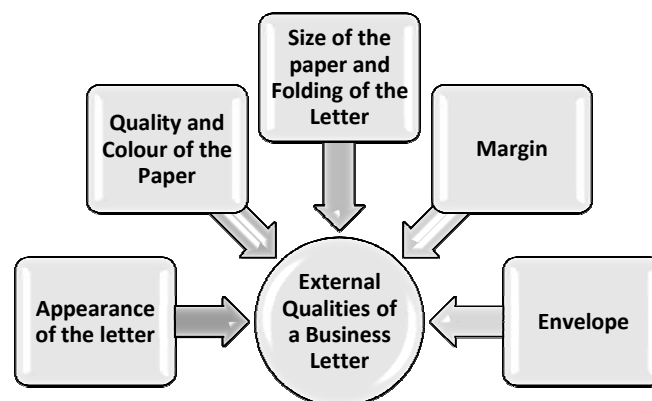 Size of the
paper and
Folding of the
Letter
Quality and
Colour of the
Paper
Margin
Appearance
of the letter
External
Qualities of
a Business
Letter
Envelope